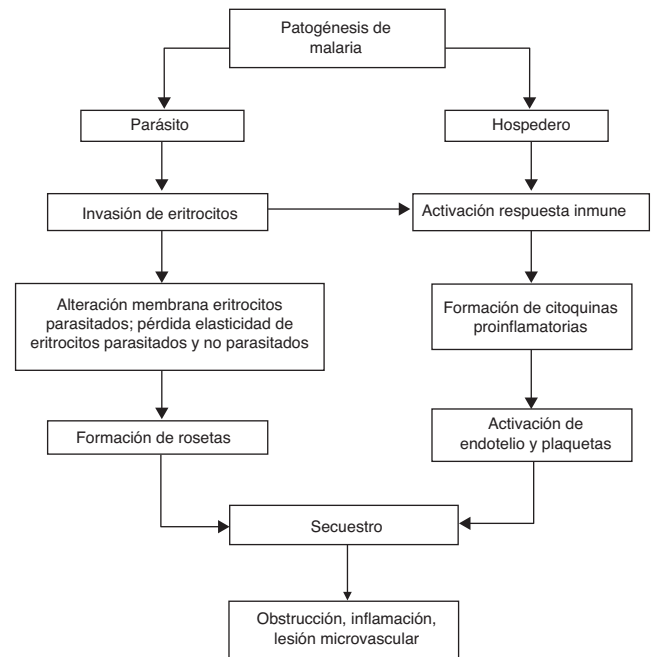 Patogénesis de
malaria
Parásito
Hospedero
Invasión de eritrocitos
Activación respuesta inmune
Alteración membrana eritrocitos
parasitados; pérdida elasticidad de
eritrocitos parasitados y no parasitados
Formación de citoquinas
proinflamatorias
Formación de rosetas
Activación de
endotelio y plaquetas
Secuestro
Obstrucción, inflamación,
lesión microvascular